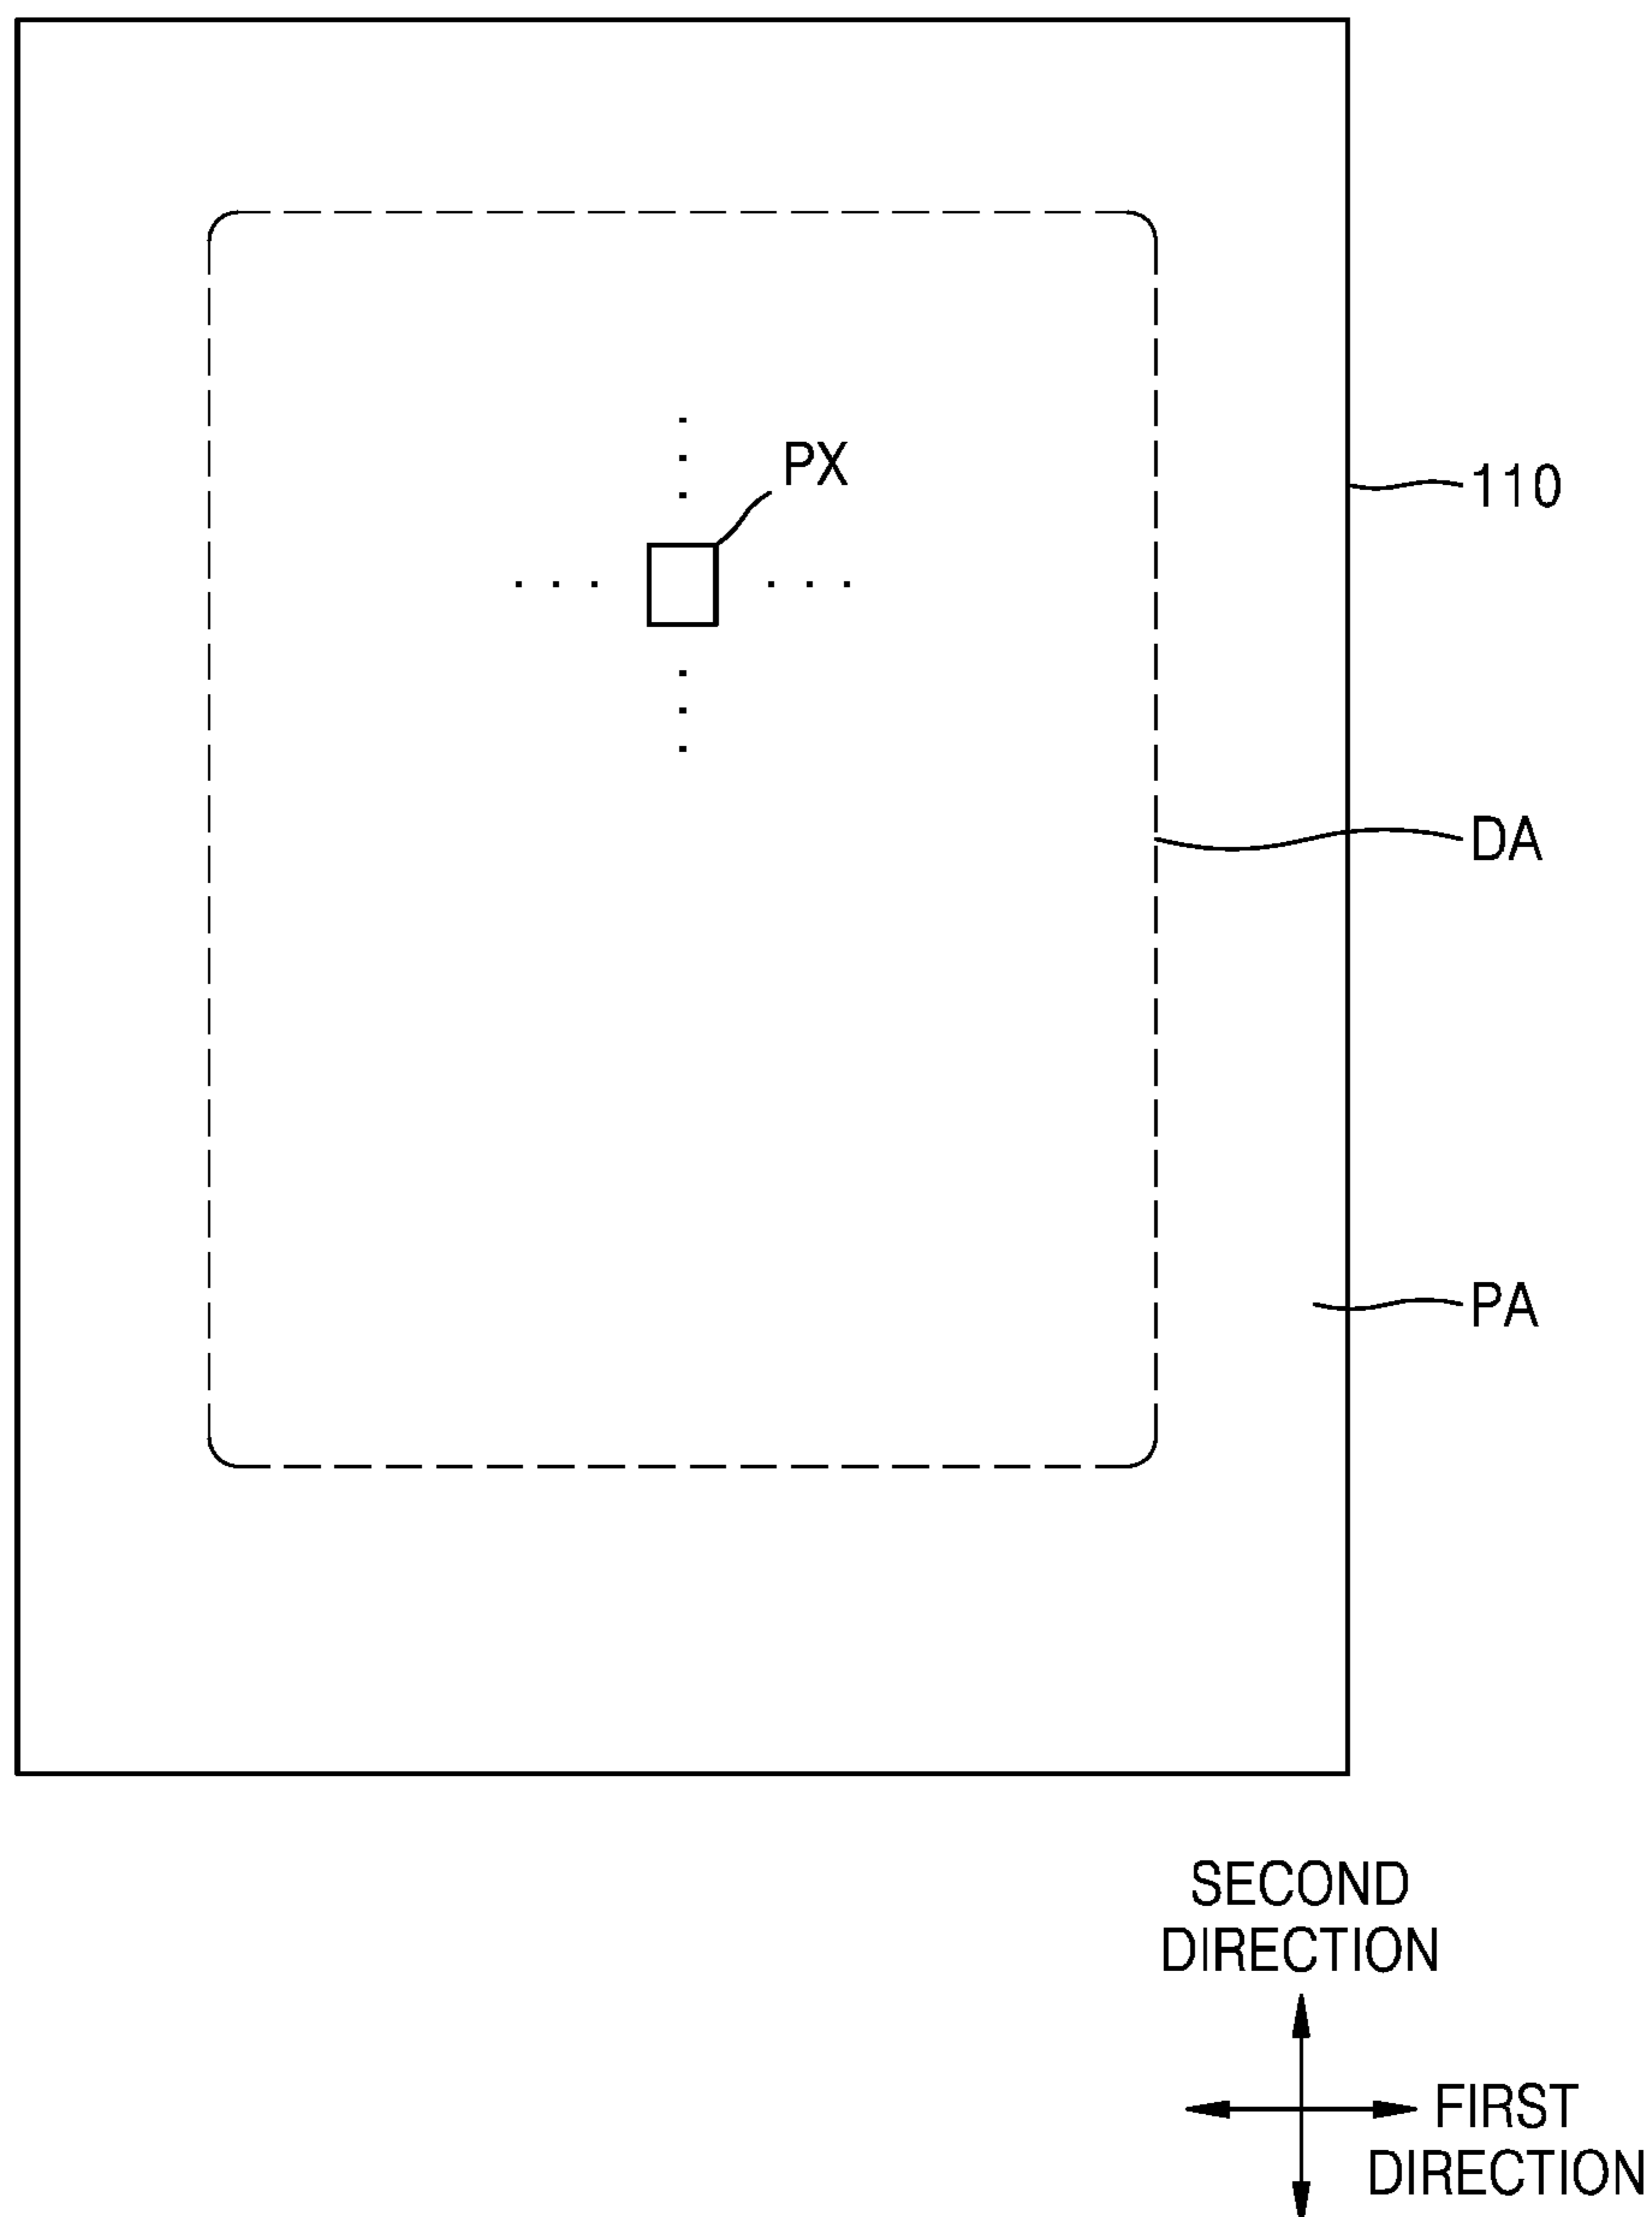 PX
110
DA
PA
SECOND
DIRECTION
FIRST
DIRECTION